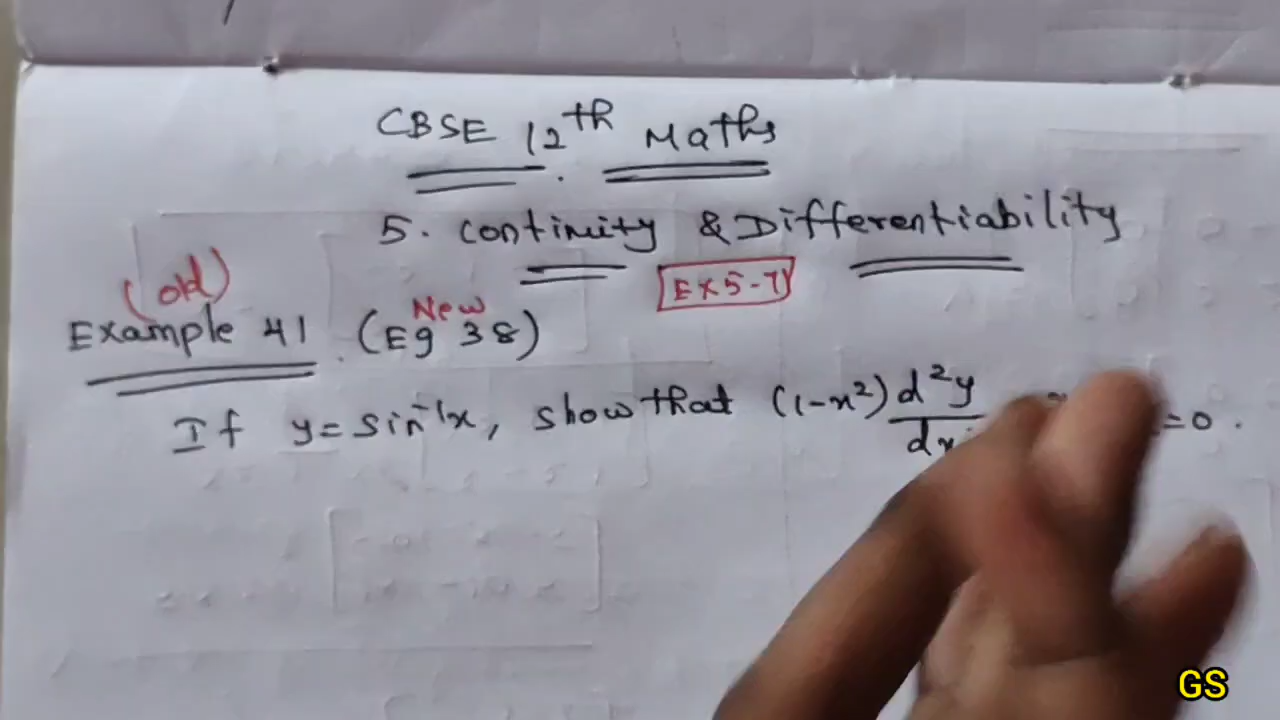 CBSE 12th Maths
5. Continuity & Differentiability
(old) New EX 5-7
Example 41. (Eg 38)
If y = sin⁻¹x, show that (1-x²) d²y/dx =0.
GS